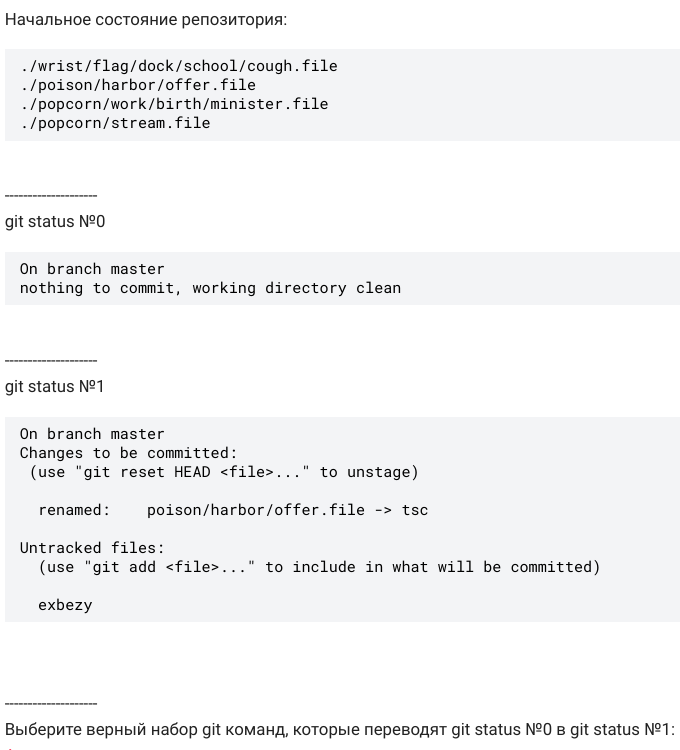 Начальное состояние репозитория:
./wrist/flag/dock/school/cough.file
./poison/harbor/offer.file
./popcorn/work/birth/minister.file
./popcorn/stream.file
--------------------
git status №0
On branch master
nothing to commit, working directory clean
--------------------
git status №1
On branch master
Changes to be committed:
(use "git reset HEAD <file>..." to unstage)
renamed:    poison/harbor/offer.file -> tsc
Untracked files:
(use "git add <file>..." to include in what will be committed)
exbezy
--------------------
Выберите верный набор git команд, которые переводят git status №0 в git status №1: